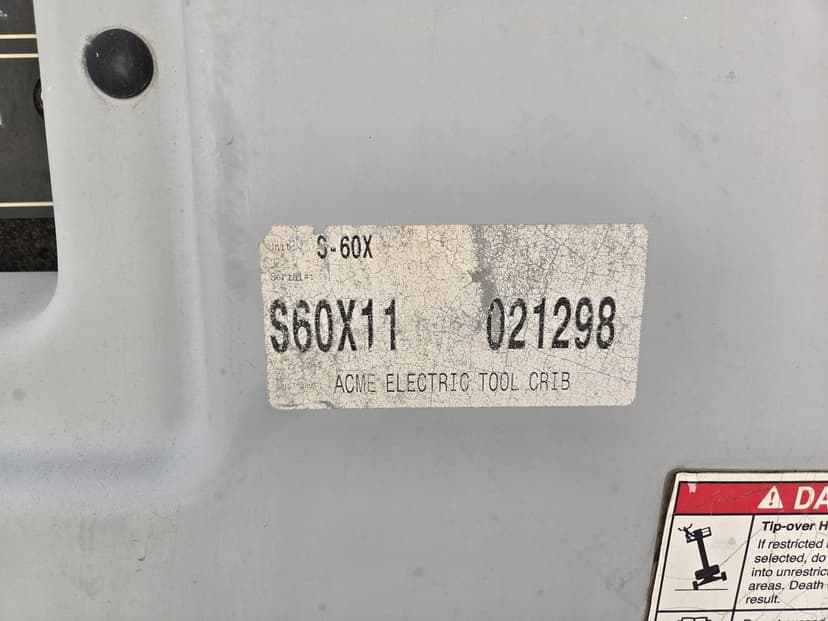 Unit: S-60X
Serial#:
S60X11 021298
ACME ELECTRIC TOOL CRIB
DA
Tip-over H
If restricted
selected, do
into unrestric
areas. Death
result.